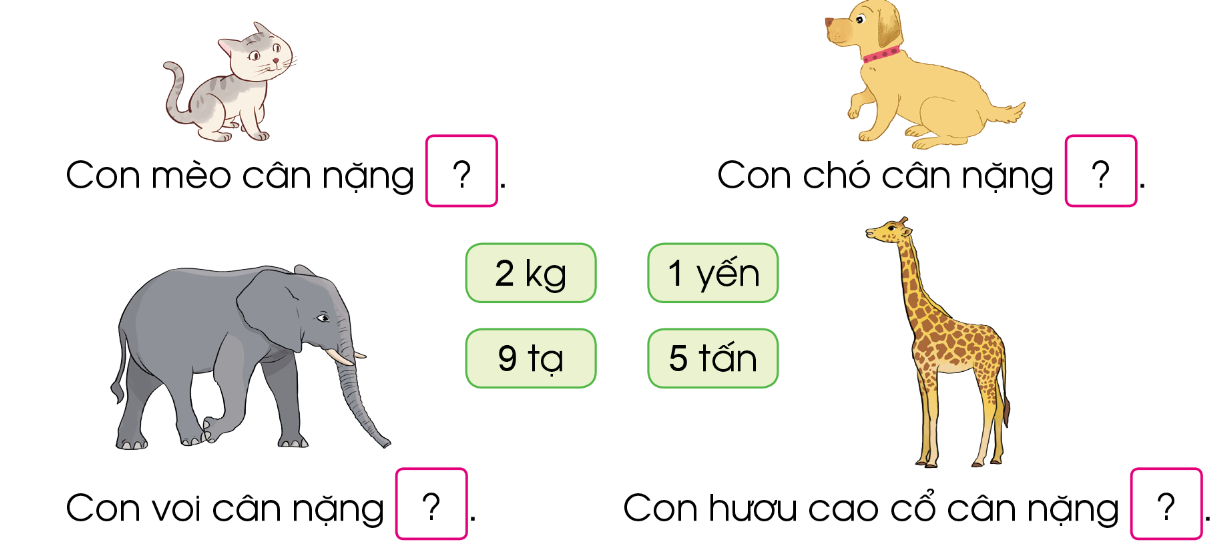 Con mèo cân nặng ? .
Con chó cân nặng ? .
2 kg
1 yến
9 tạ
5 tấn
Con voi cân nặng ? .
Con hươu cao cổ cân nặng ? .